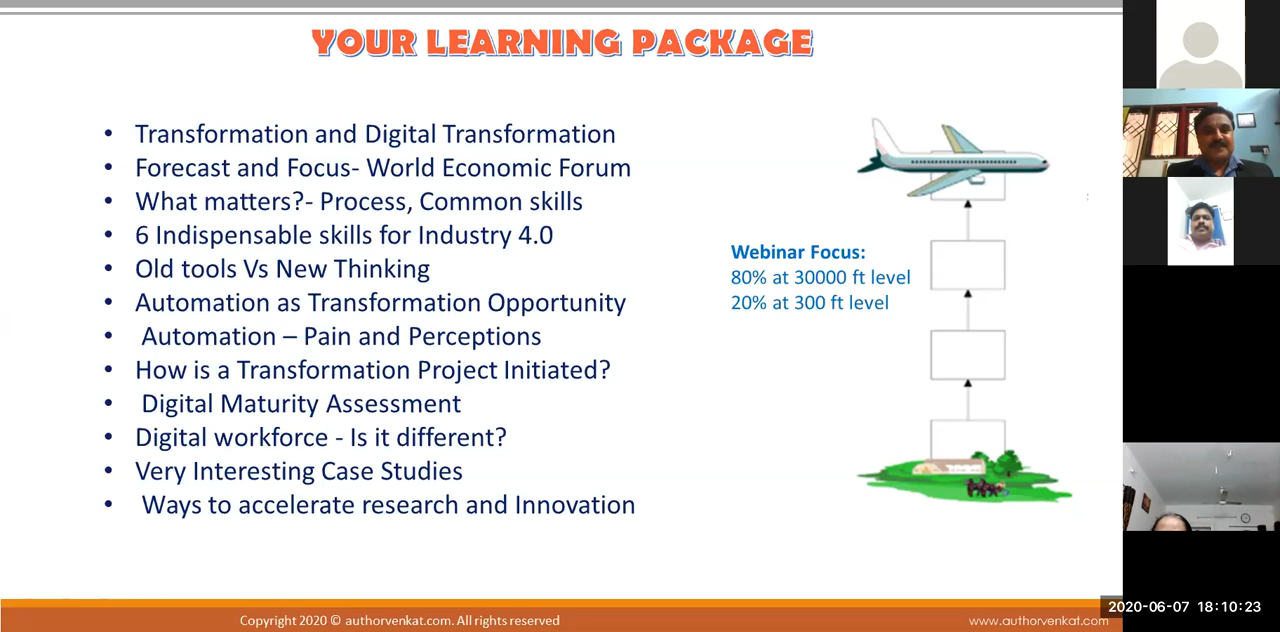 YOUR LEARNING PACKAGE
• Transformation and Digital Transformation
• Forecast and Focus- World Economic Forum
• What matters?- Process, Common skills
• 6 Indispensable skills for Industry 4.0
• Old tools Vs New Thinking
• Automation as Transformation Opportunity
• Automation – Pain and Perceptions
• How is a Transformation Project Initiated?
• Digital Maturity Assessment
• Digital workforce - Is it different?
• Very Interesting Case Studies
• Ways to accelerate research and Innovation
Webinar Focus:
80% at 30000 ft level
20% at 300 ft level
Copyright 2020 © authorvenkat.com. All rights reserved
www.authorvenkat.com
2020-06-07 18:10:23